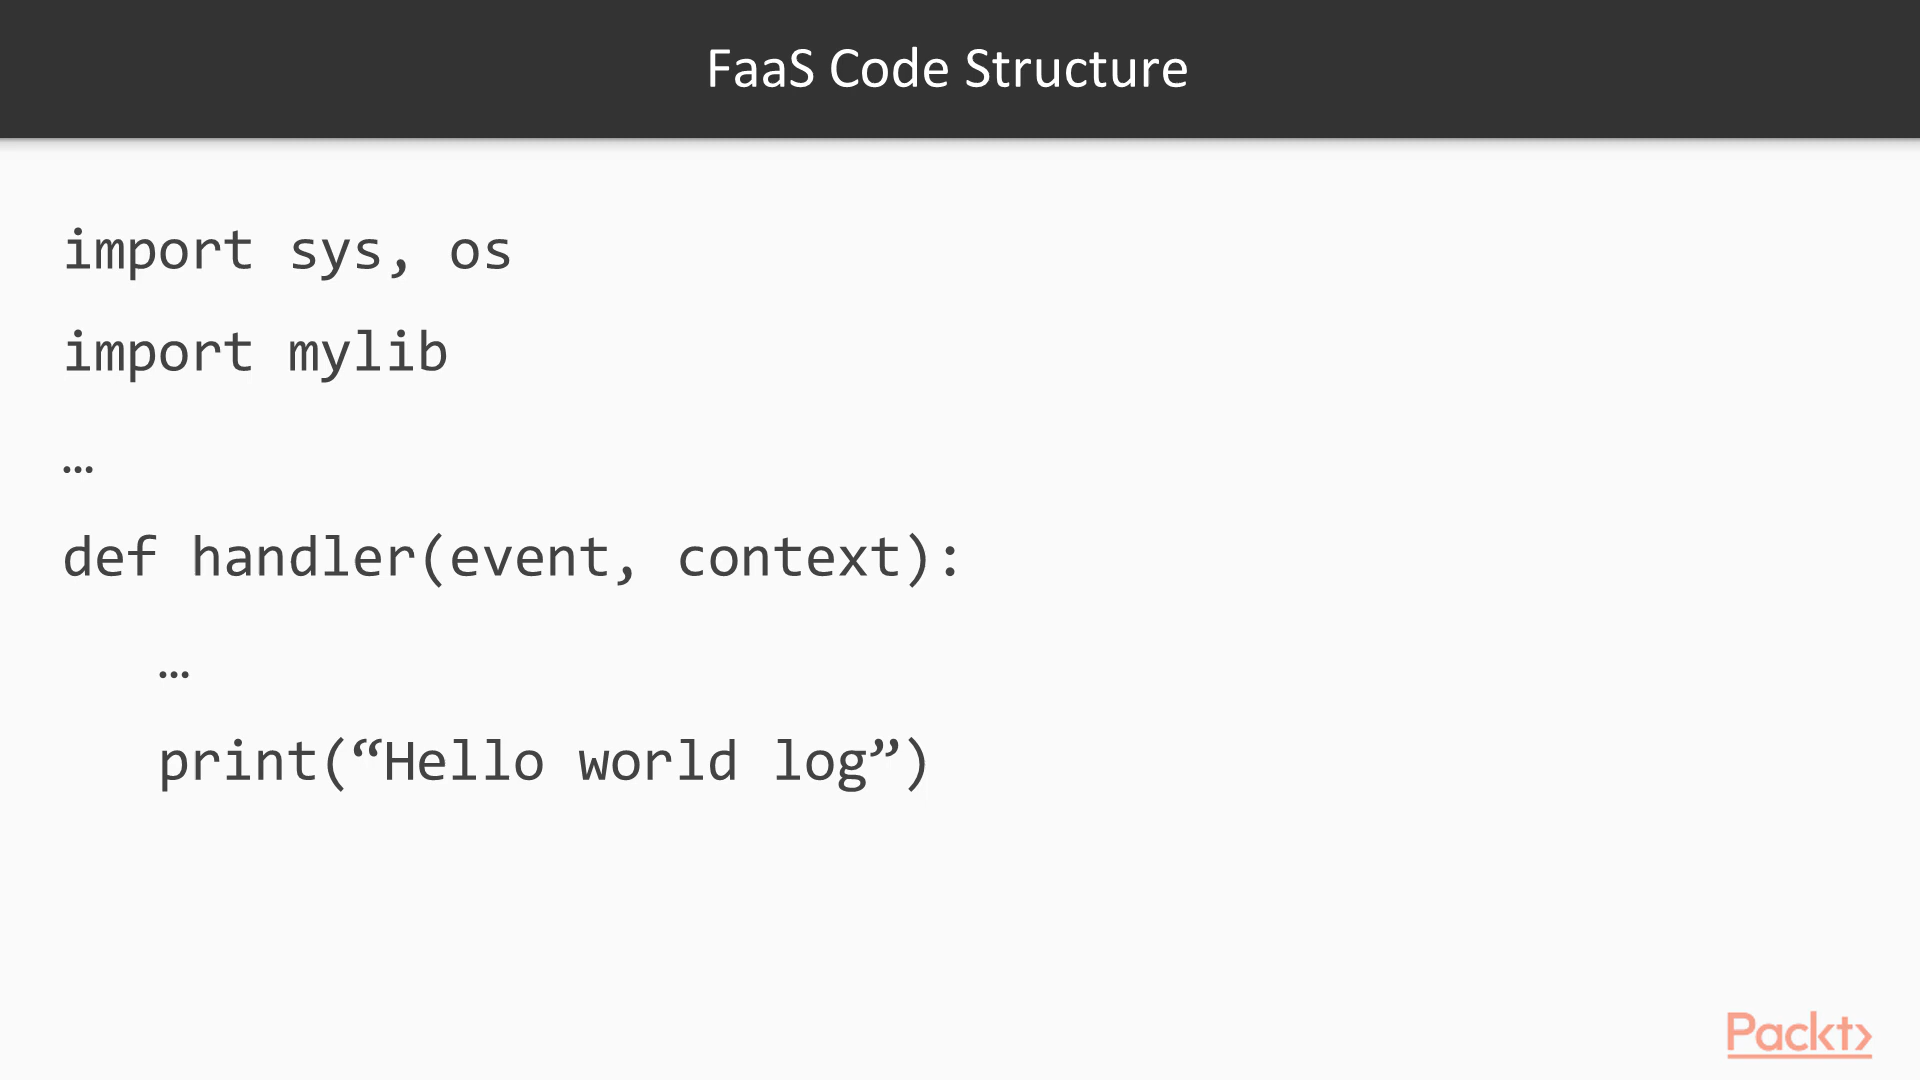 FaaS Code Structure
import sys, os
import mylib
…
def handler(event, context):
…
print(“Hello world log”)
Packt>